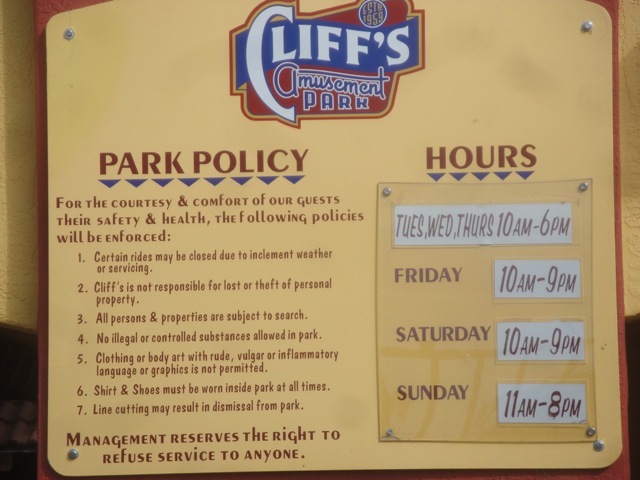 ESTD
1959
CLIFF'S
Amusement
PARK
PARK POLICY
FOR THE COURTESY & COMFORT OF OUR GUESTS
THEIR SAFETY & HEALTH, THE FOLLOWING POLICIES
WILL BE ENFORCED:
1. Certain rides may be closed due to inclement weather
or servicing.
2. Cliff's is not responsible for lost or theft of personal
property.
3. All persons & properties are subject to search.
4. No illegal or controlled substances allowed in park.
5. Clothing or body art with rude, vulgar or inflammatory
language or graphics is not permitted.
6. Shirt & Shoes must be worn inside park at all times.
7. Line cutting may result in dismissal from park.
MANAGEMENT RESERVES THE RIGHT TO
REFUSE SERVICE TO ANYONE.
HOURS
TUES, WED, THURS 10AM-6PM
FRIDAY 10AM-9PM
SATURDAY 10AM-9PM
SUNDAY 11AM-8PM